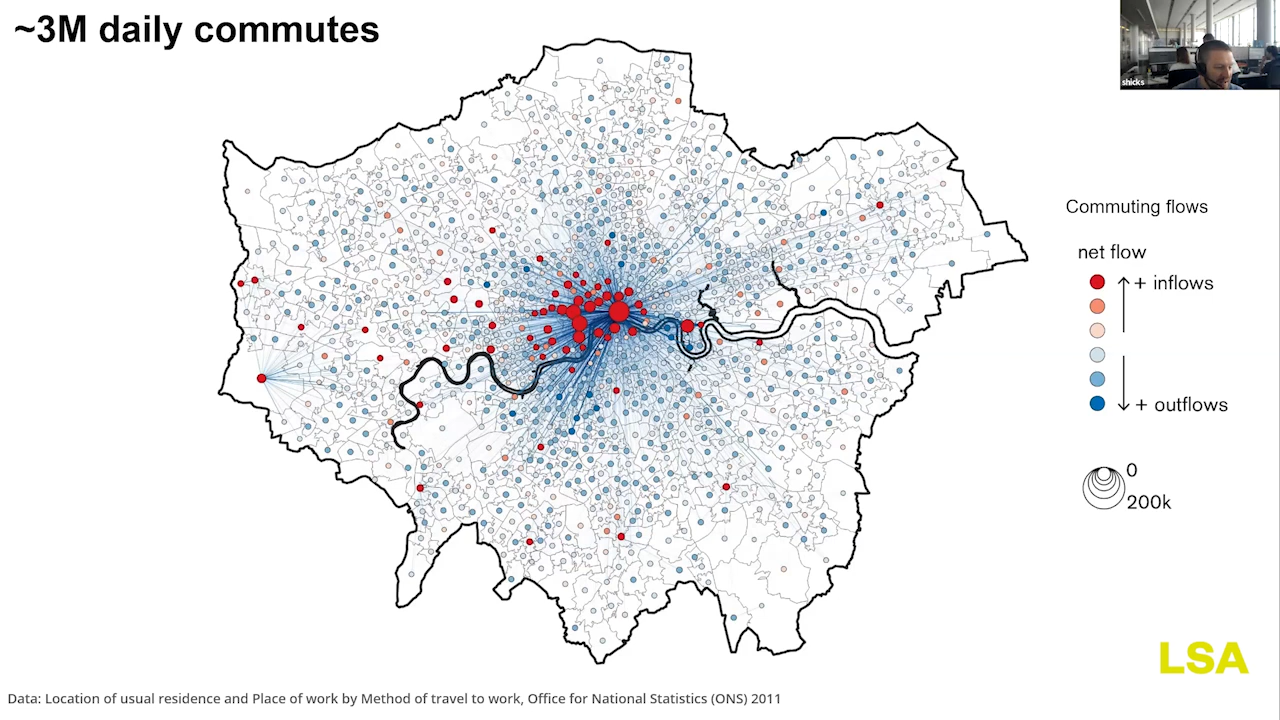 ~3M daily commutes
shicks
Commuting flows
net flow
+ inflows
+ outflows
0
200k
LSA
Data: Location of usual residence and Place of work by Method of travel to work, Office for National Statistics (ONS) 2011